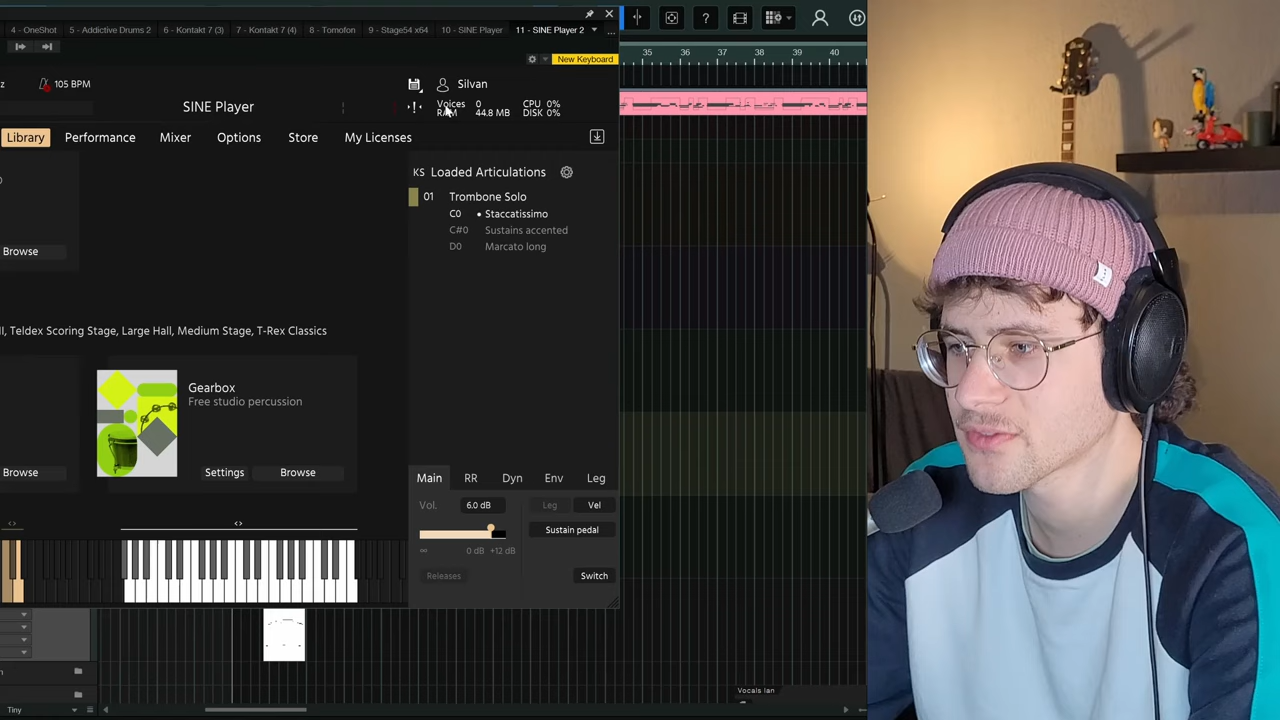 4 - OneShot
5 - Addictive Drums 2
6 - Kontakt 7 (3)
7 - Kontakt 7 (4)
8 - Tomofon
9 - Stage54 x64
10 - SINE Player
11 - SINE Player 2
New Keyboard
35 36 37 38 39 40
z 105 BPM
Silvan
SINE Player
Voices 0 CPU 0%
RAM 44.8 MB DISK 0%
Library Performance Mixer Options Store My Licenses
KS Loaded Articulations
01 Trombone Solo
C0 • Staccatissimo
C#0 Sustains accented
D0 Marcato long
Browse
ll, Teldex Scoring Stage, Large Hall, Medium Stage, T-Rex Classics
Gearbox
Free studio percussion
Browse Settings Browse
Main RR Dyn Env Leg
Vol. 6.0 dB Leg Vel
Sustain pedal
-∞ 0 dB +12 dB
Releases Switch
Vocals Ian
Tiny